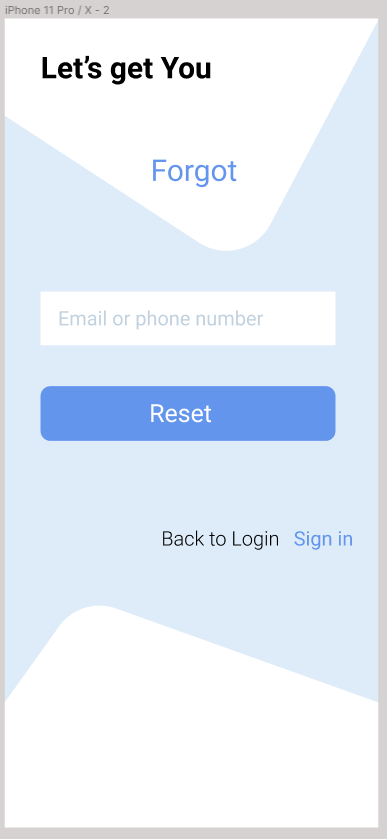 iPhone 11 Pro / X - 2
Let’s get You
Forgot
Email or phone number
Reset
Back to Login Sign in